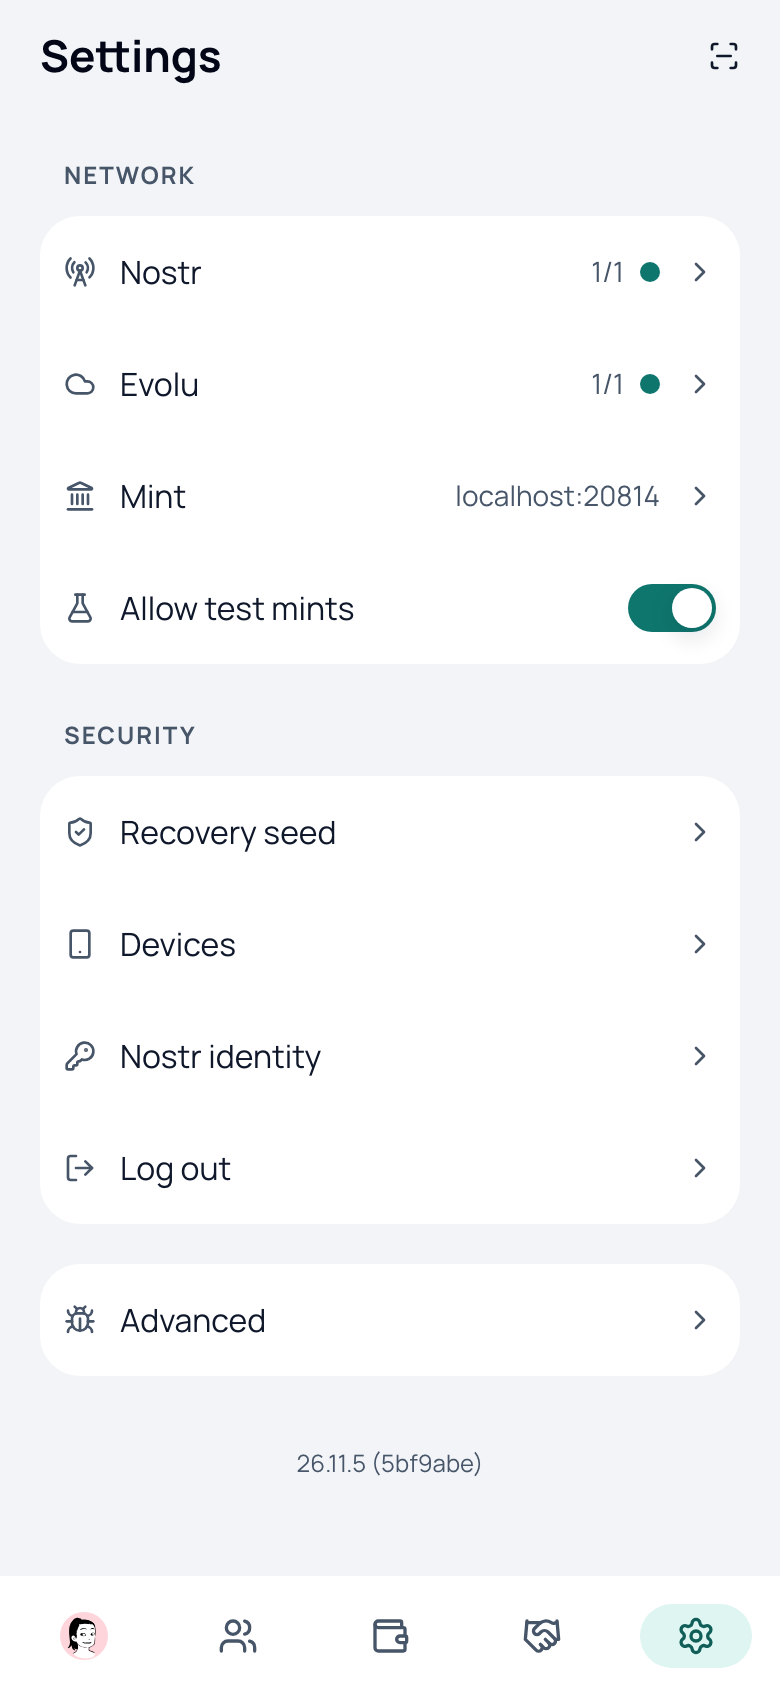 Settings
NETWORK
Nostr 1/1
Evolu 1/1
Mint localhost:20814
Allow test mints
SECURITY
Recovery seed
Devices
Nostr identity
Log out
Advanced
26.11.5 (5bf9abe)